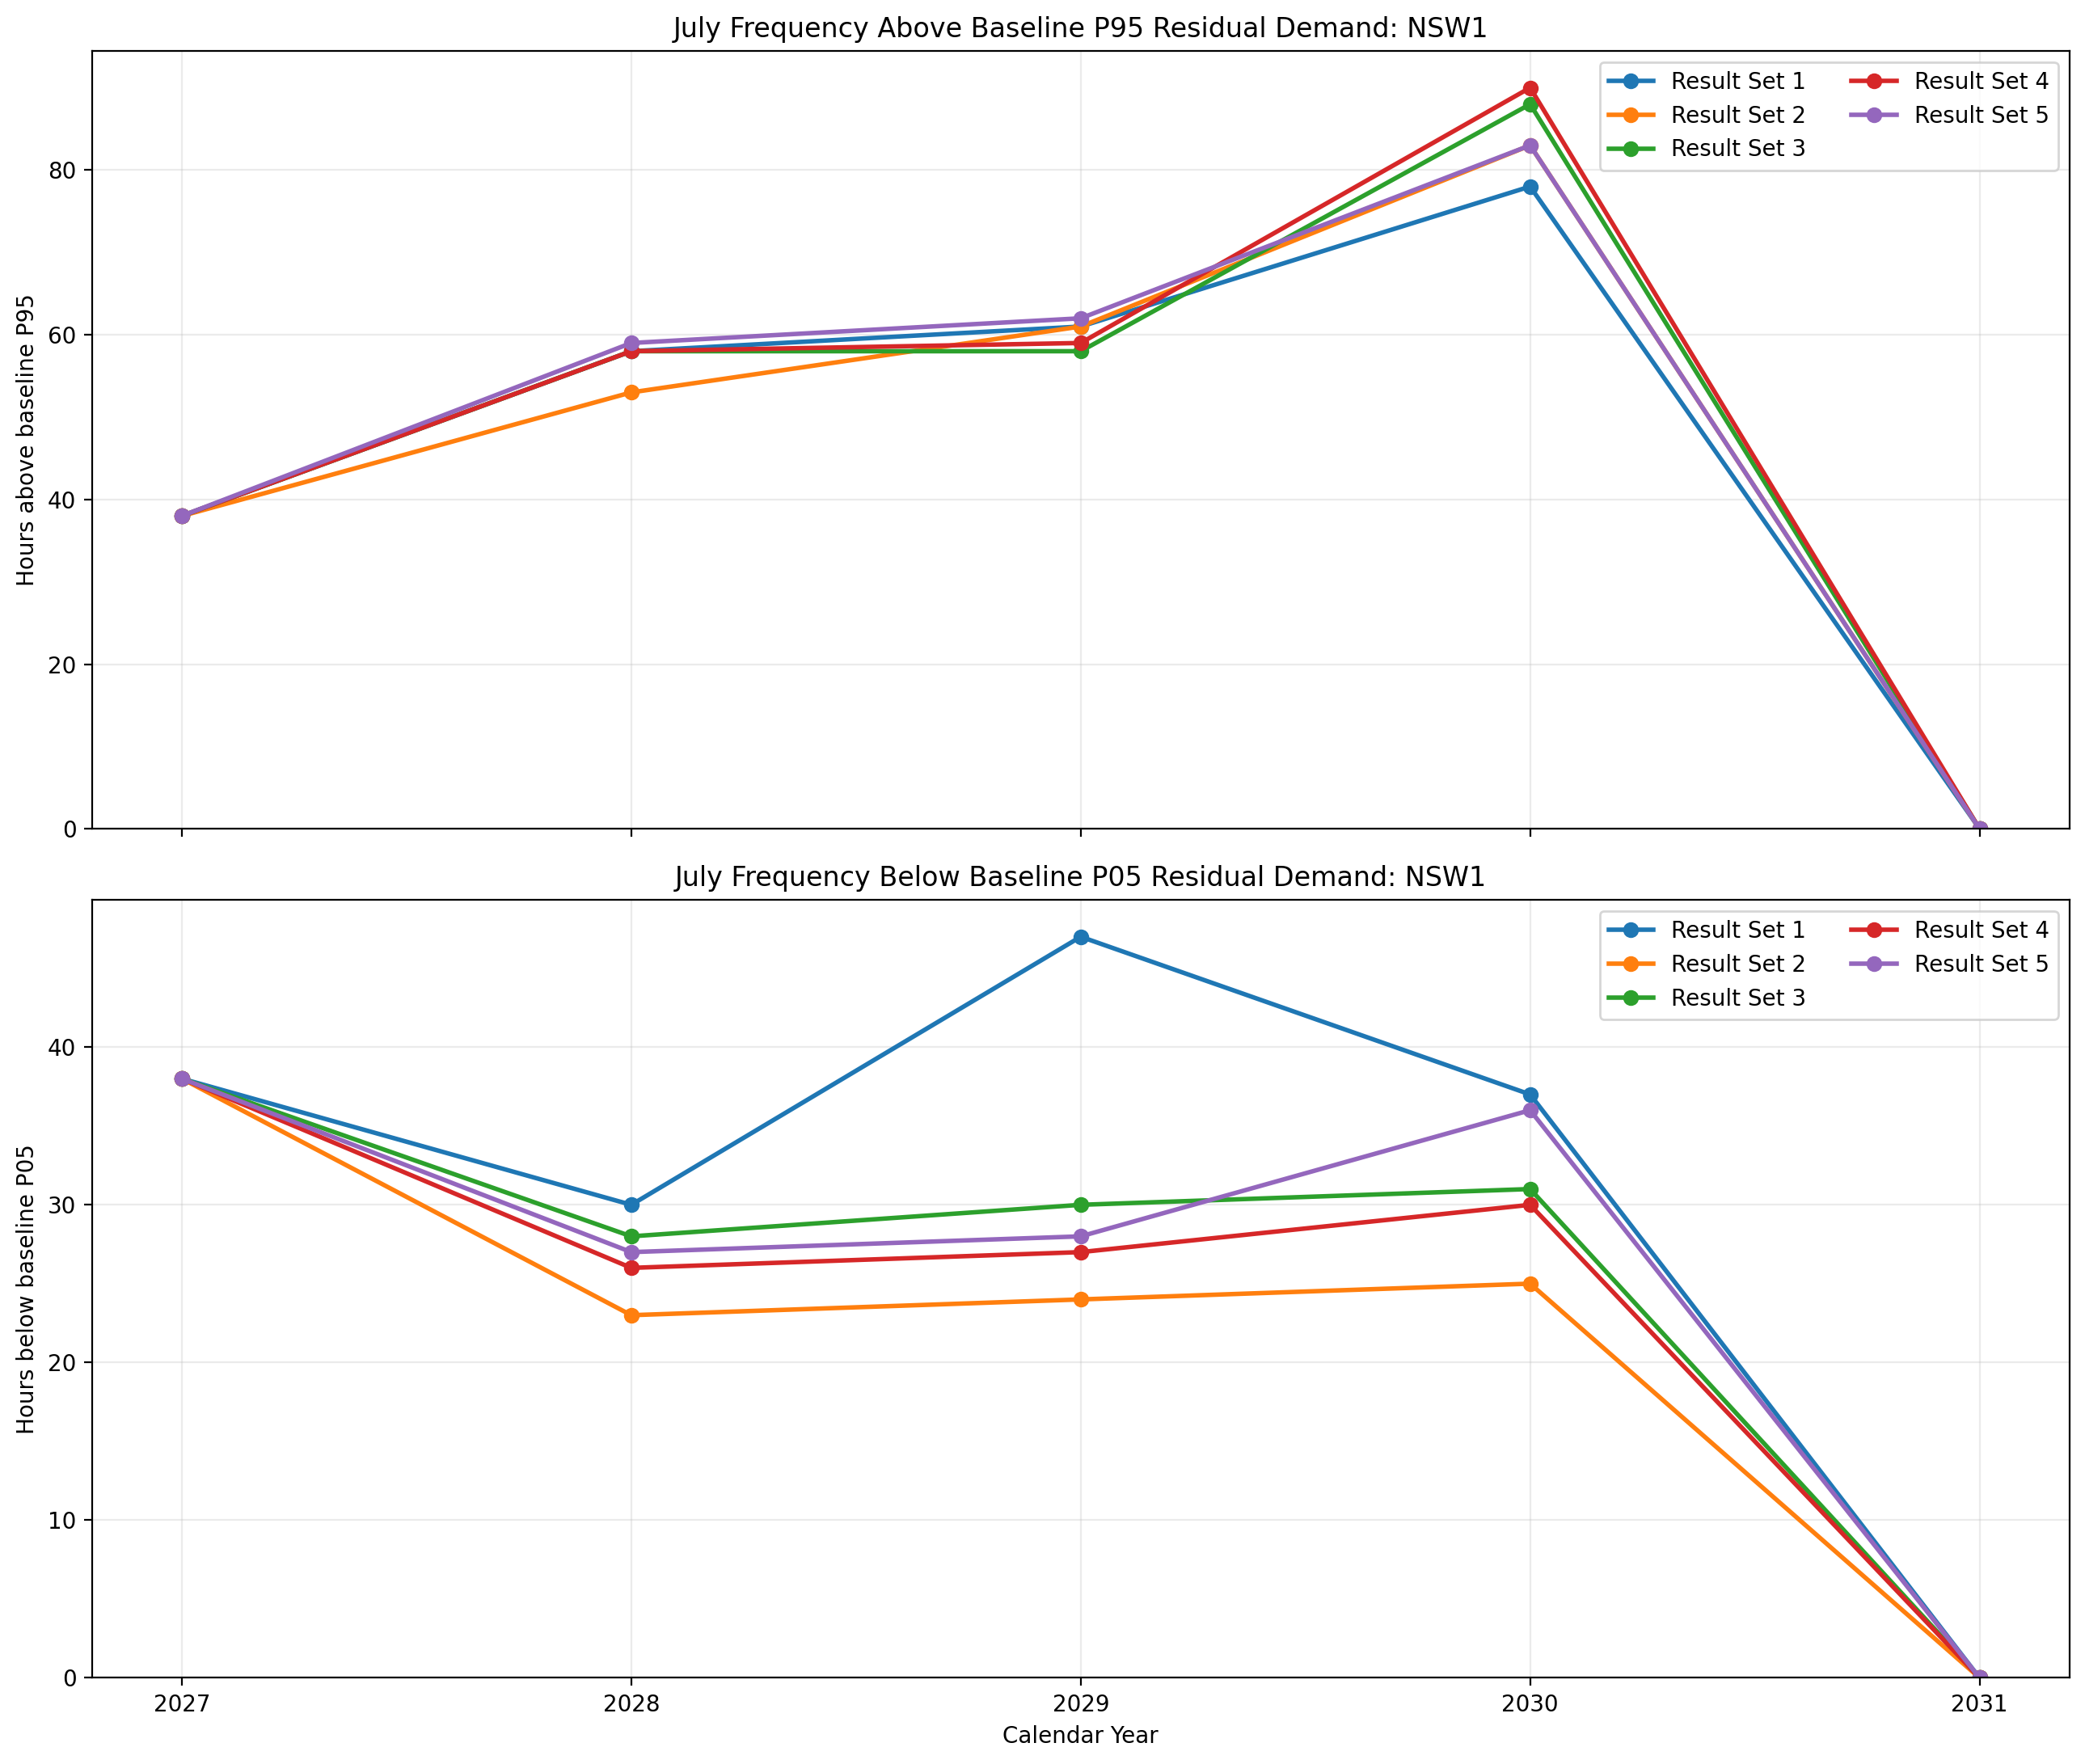 July Frequency Above Baseline P95 Residual Demand: NSW1
Hours above baseline P95
80
60
40
20
0
Result Set 1
Result Set 2
Result Set 3
Result Set 4
Result Set 5
July Frequency Below Baseline P05 Residual Demand: NSW1
Hours below baseline P05
40
30
20
10
0
Result Set 1
Result Set 2
Result Set 3
Result Set 4
Result Set 5
2027 2028 2029 2030 2031
Calendar Year